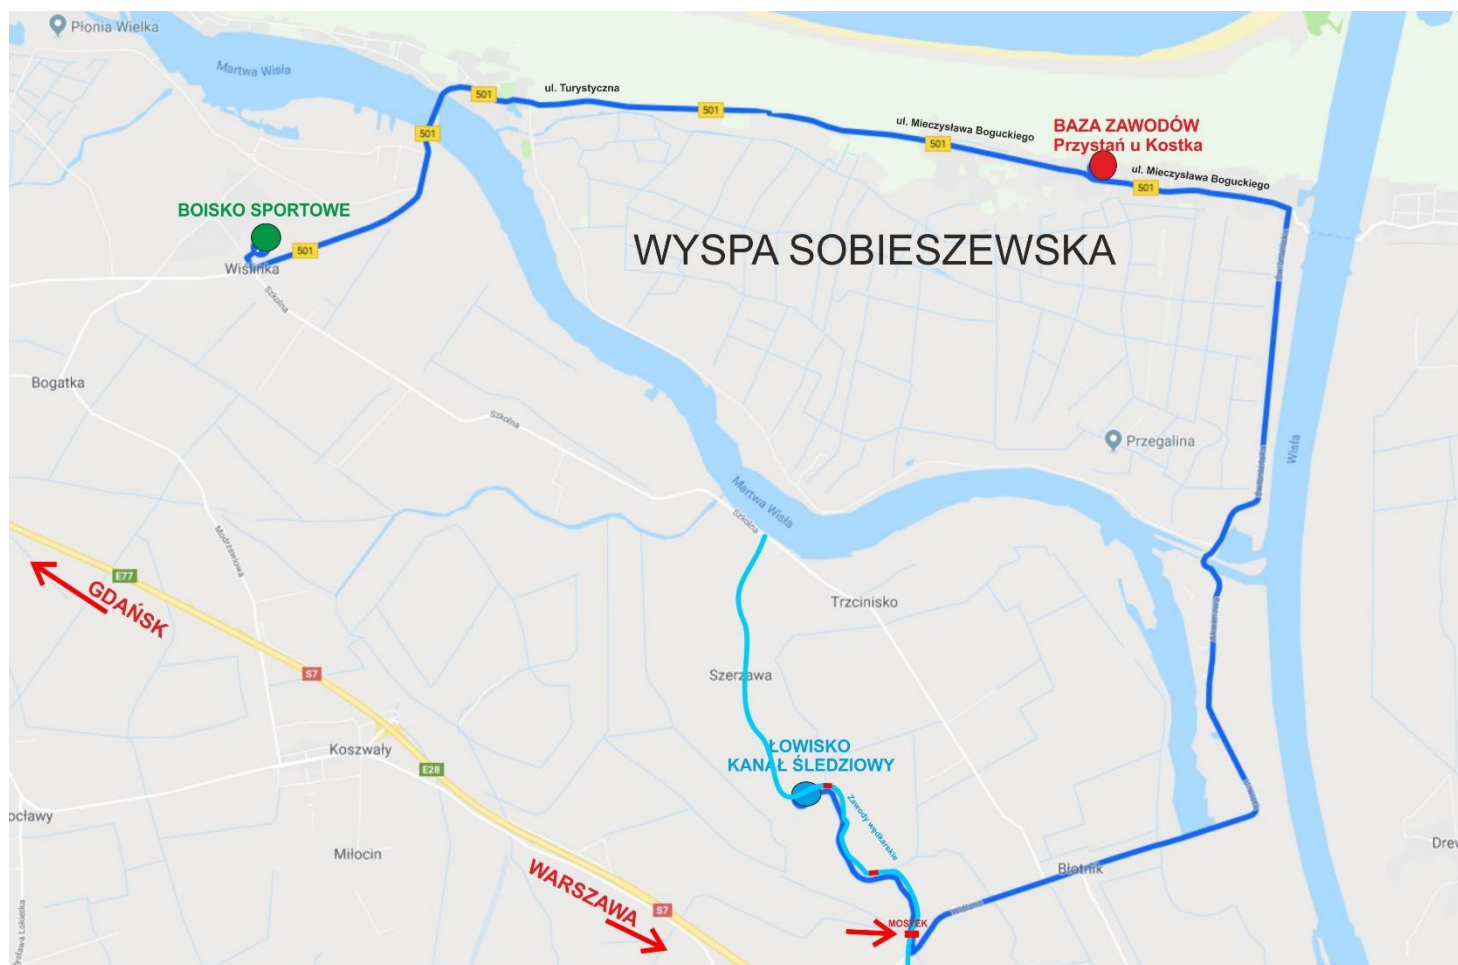 Płonia Wielka
Martwa Wisła
501
ul. Turystyczna
501
501
ul. Mieczysława Boguckiego
501
BAZA ZAWODÓW
Przystań u Kostka
ul. Mieczysława Boguckiego
501
BOISKO SPORTOWE
501
Wiślinka
WYSPA SOBIESZEWSKA
Szkolna
Bogatka
Szkolna
Przegalina
Wisła
Martwa Wisła
Szkolna
Modrzewiowa
E77
GDAŃSK
Trzcinisko
S7
Szerzawa
Koszwały
E28
ŁOWISKO
KANAŁ ŚLEDZIOWY
Zawody wędkarskie
ocławy
Miłocin
Drew
Błotnik
WARSZAWA
S7
MOSTEK